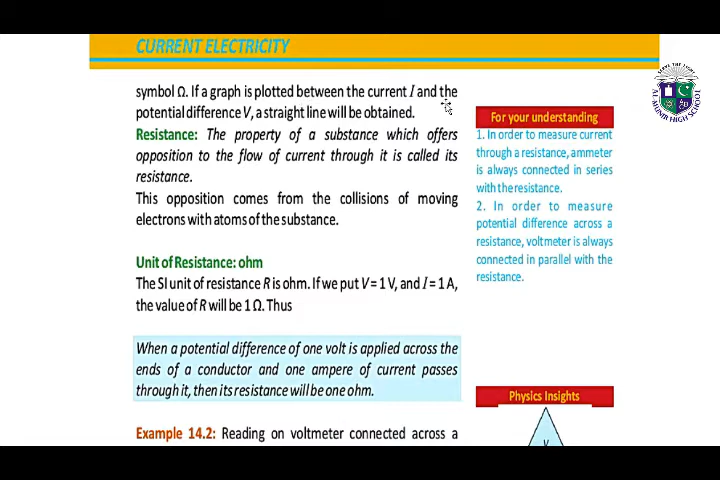 CURRENT ELECTRICITY
symbol Ω. If a graph is plotted between the current I and the
potential difference V, a straight line will be obtained.
Resistance: The property of a substance which offers
opposition to the flow of current through it is called its
resistance.
This opposition comes from the collisions of moving
electrons with atoms of the substance.
Unit of Resistance: ohm
The SI unit of resistance R is ohm. If we put V = 1 V, and I = 1 A,
the value of R will be 1 Ω. Thus
When a potential difference of one volt is applied across the
ends of a conductor and one ampere of current passes
through it, then its resistance will be one ohm.
Example 14.2: Reading on voltmeter connected across a
For your understanding
1. In order to measure current
through a resistance, ammeter
is always connected in series
with the resistance.
2. In order to measure
potential difference across a
resistance, voltmeter is always
connected in parallel with the
resistance.
Physics Insights
V
AL MUNIR HIGH SCHOOL